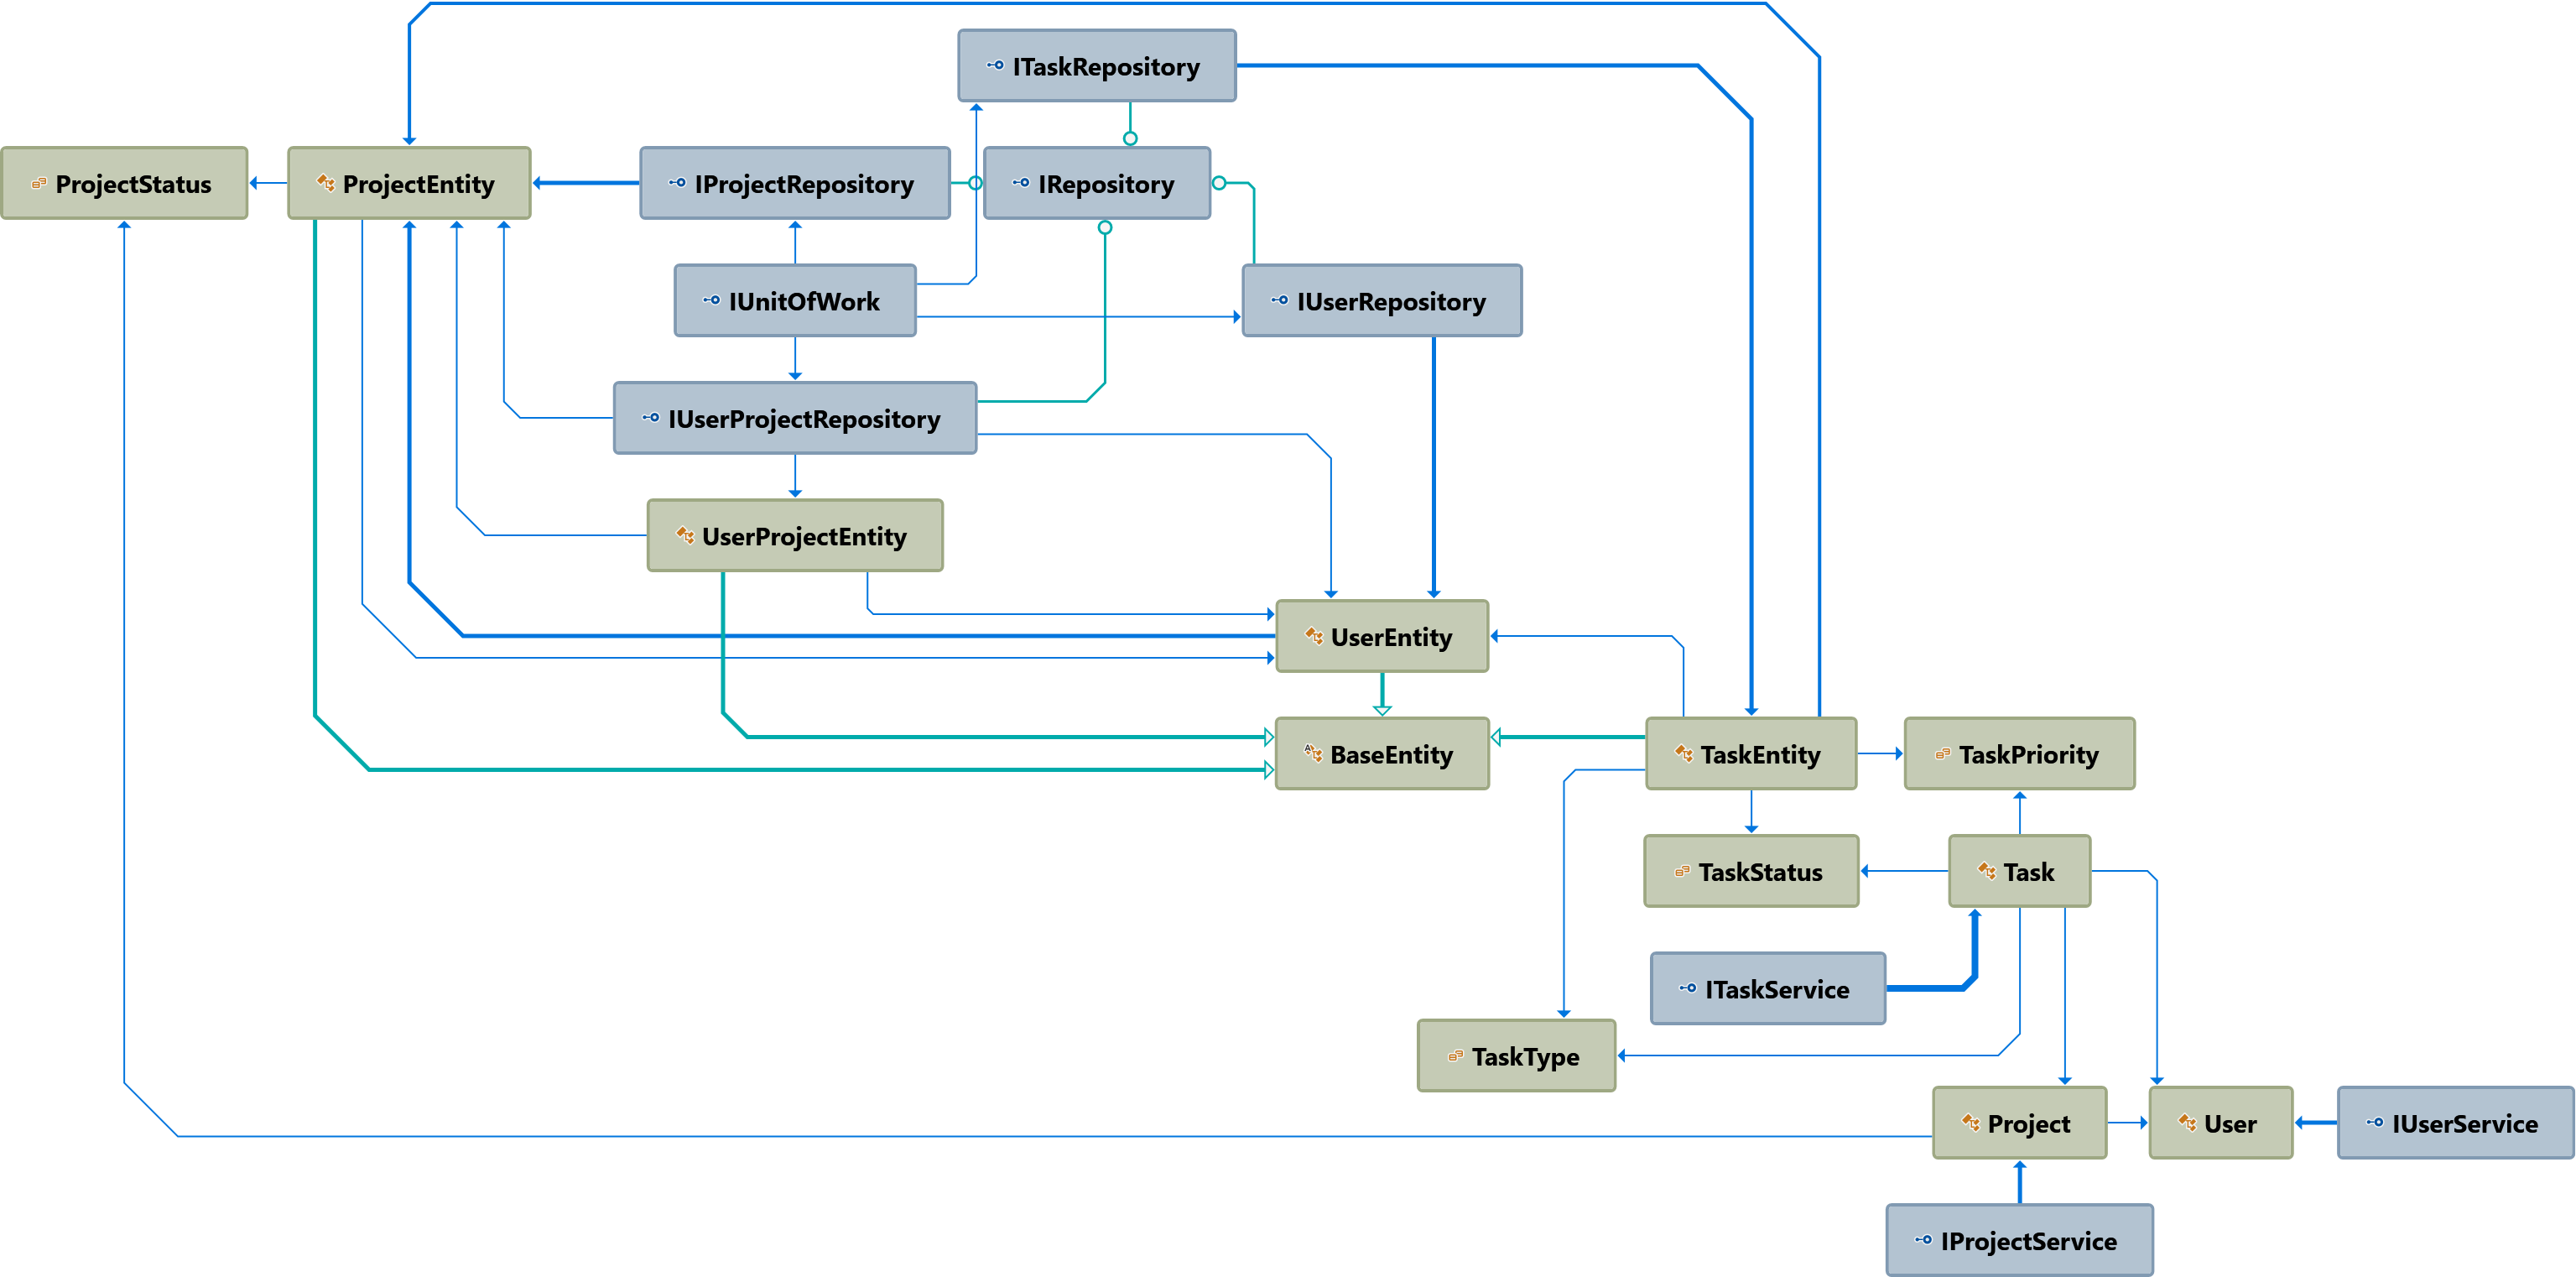 ITaskRepository
ProjectStatus
ProjectEntity
IProjectRepository
IRepository
IUnitOfWork
IUserRepository
IUserProjectRepository
UserProjectEntity
UserEntity
BaseEntity
TaskEntity
TaskPriority
TaskStatus
Task
ITaskService
TaskType
Project
User
IUserService
IProjectService